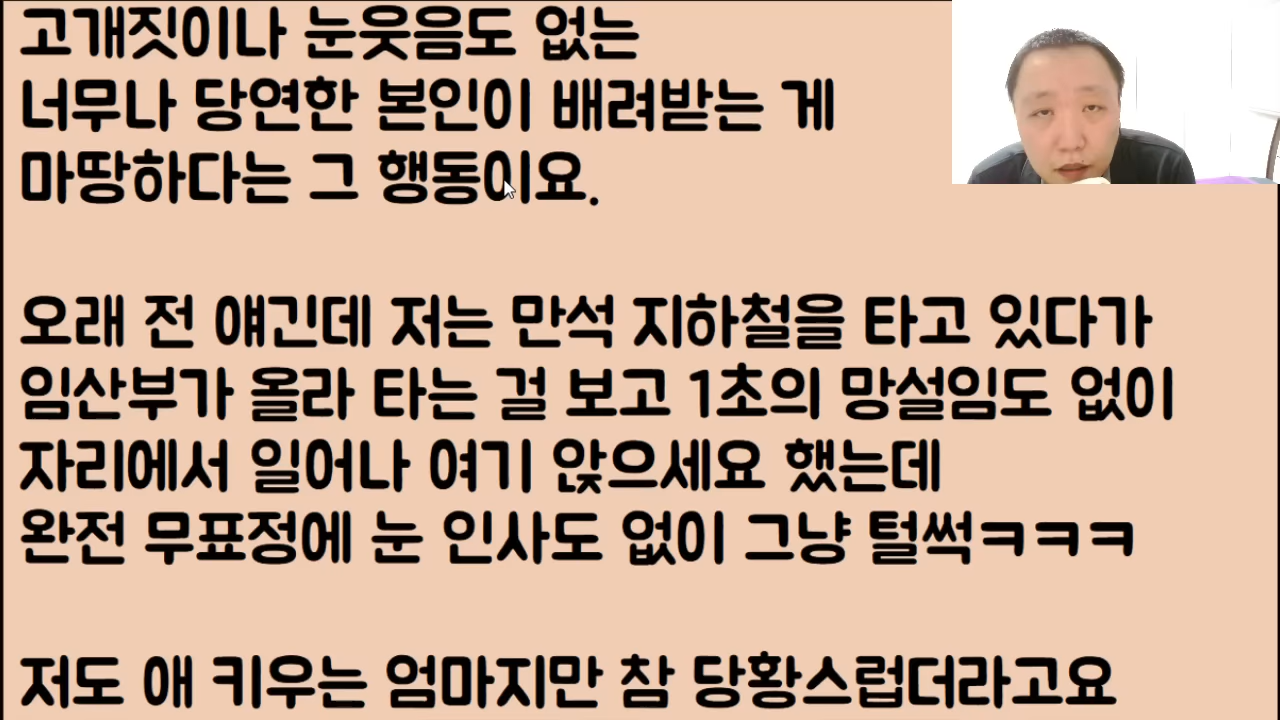 고개짓이나 눈웃음도 없는
너무나 당연한 본인이 배려받는 게
마땅하다는 그 행동이요.
오래 전 얘긴데 저는 만석 지하철을 타고 있다가
임산부가 올라 타는 걸 보고 1초의 망설임도 없이
자리에서 일어나 여기 앉으세요 했는데
완전 무표정에 눈 인사도 없이 그냥 털썩ㅋㅋㅋ
저도 애 키우는 엄마지만 참 당황스럽더라고요